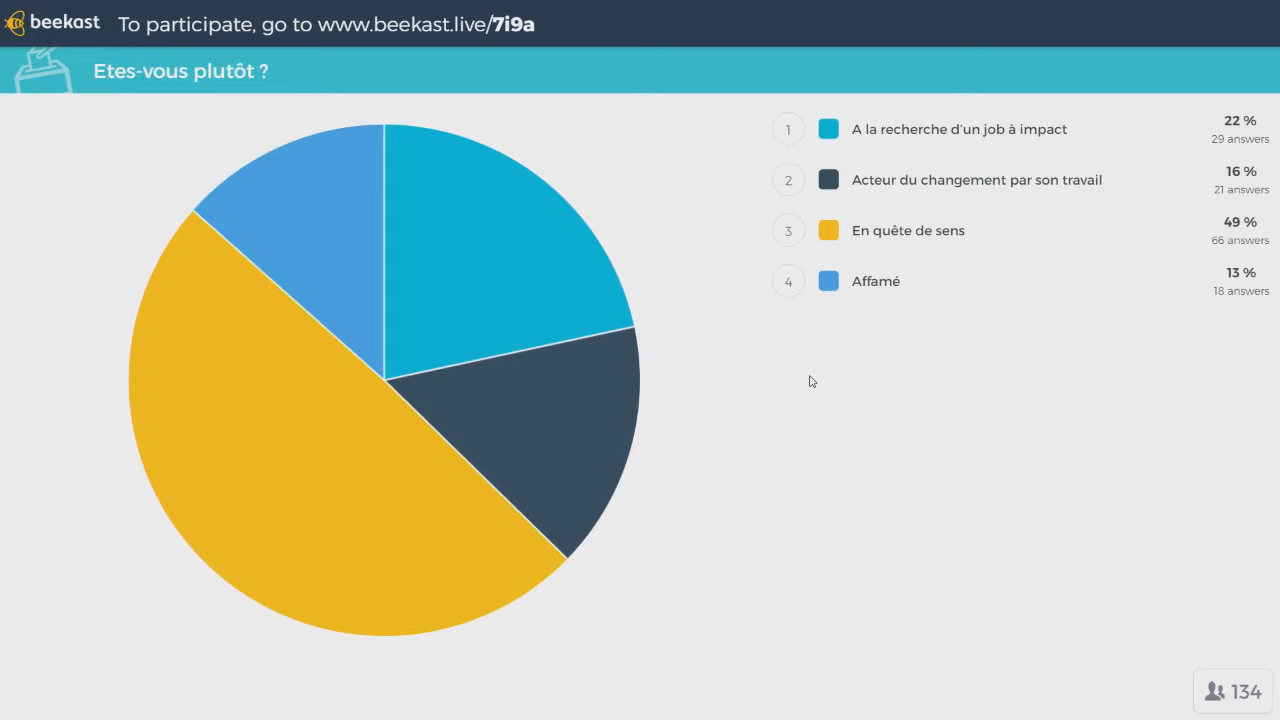 beekast To participate, go to www.beekast.live/7i9a
Etes-vous plutôt ?
1 A la recherche d'un job à impact 22 %
29 answers
2 Acteur du changement par son travail 16 %
21 answers
3 En quête de sens 49 %
66 answers
4 Affamé 13 %
18 answers
134